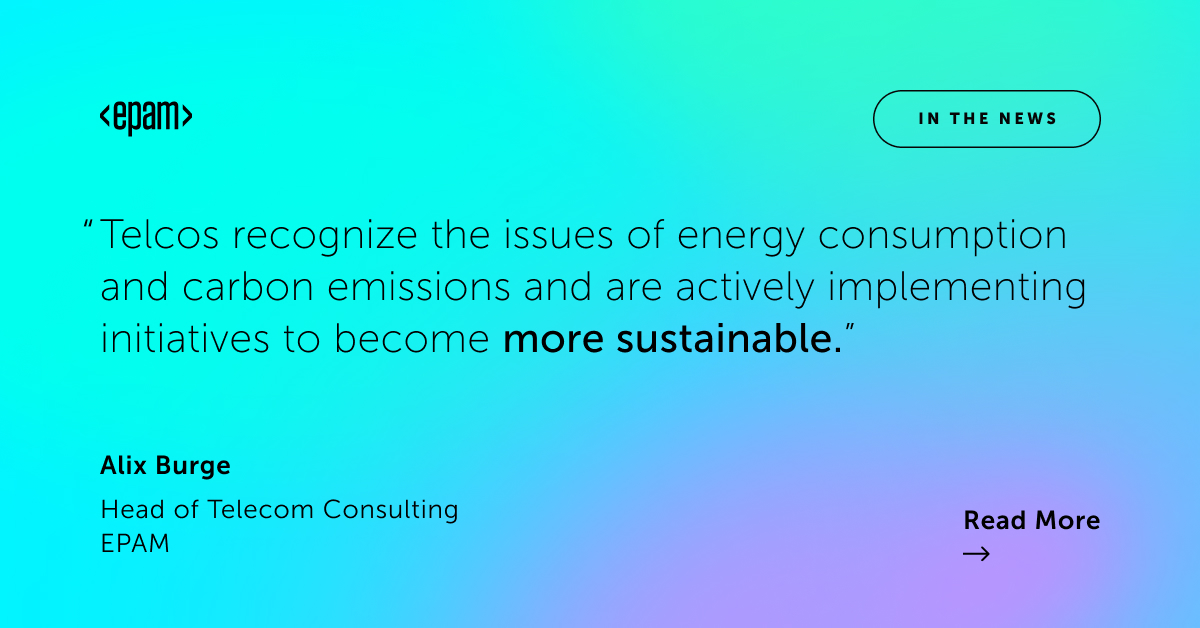 <epam>
IN THE NEWS
“Telcos recognize the issues of energy consumption
and carbon emissions and are actively implementing
initiatives to become more sustainable.”
Alix Burge
Head of Telecom Consulting
EPAM
Read More
→